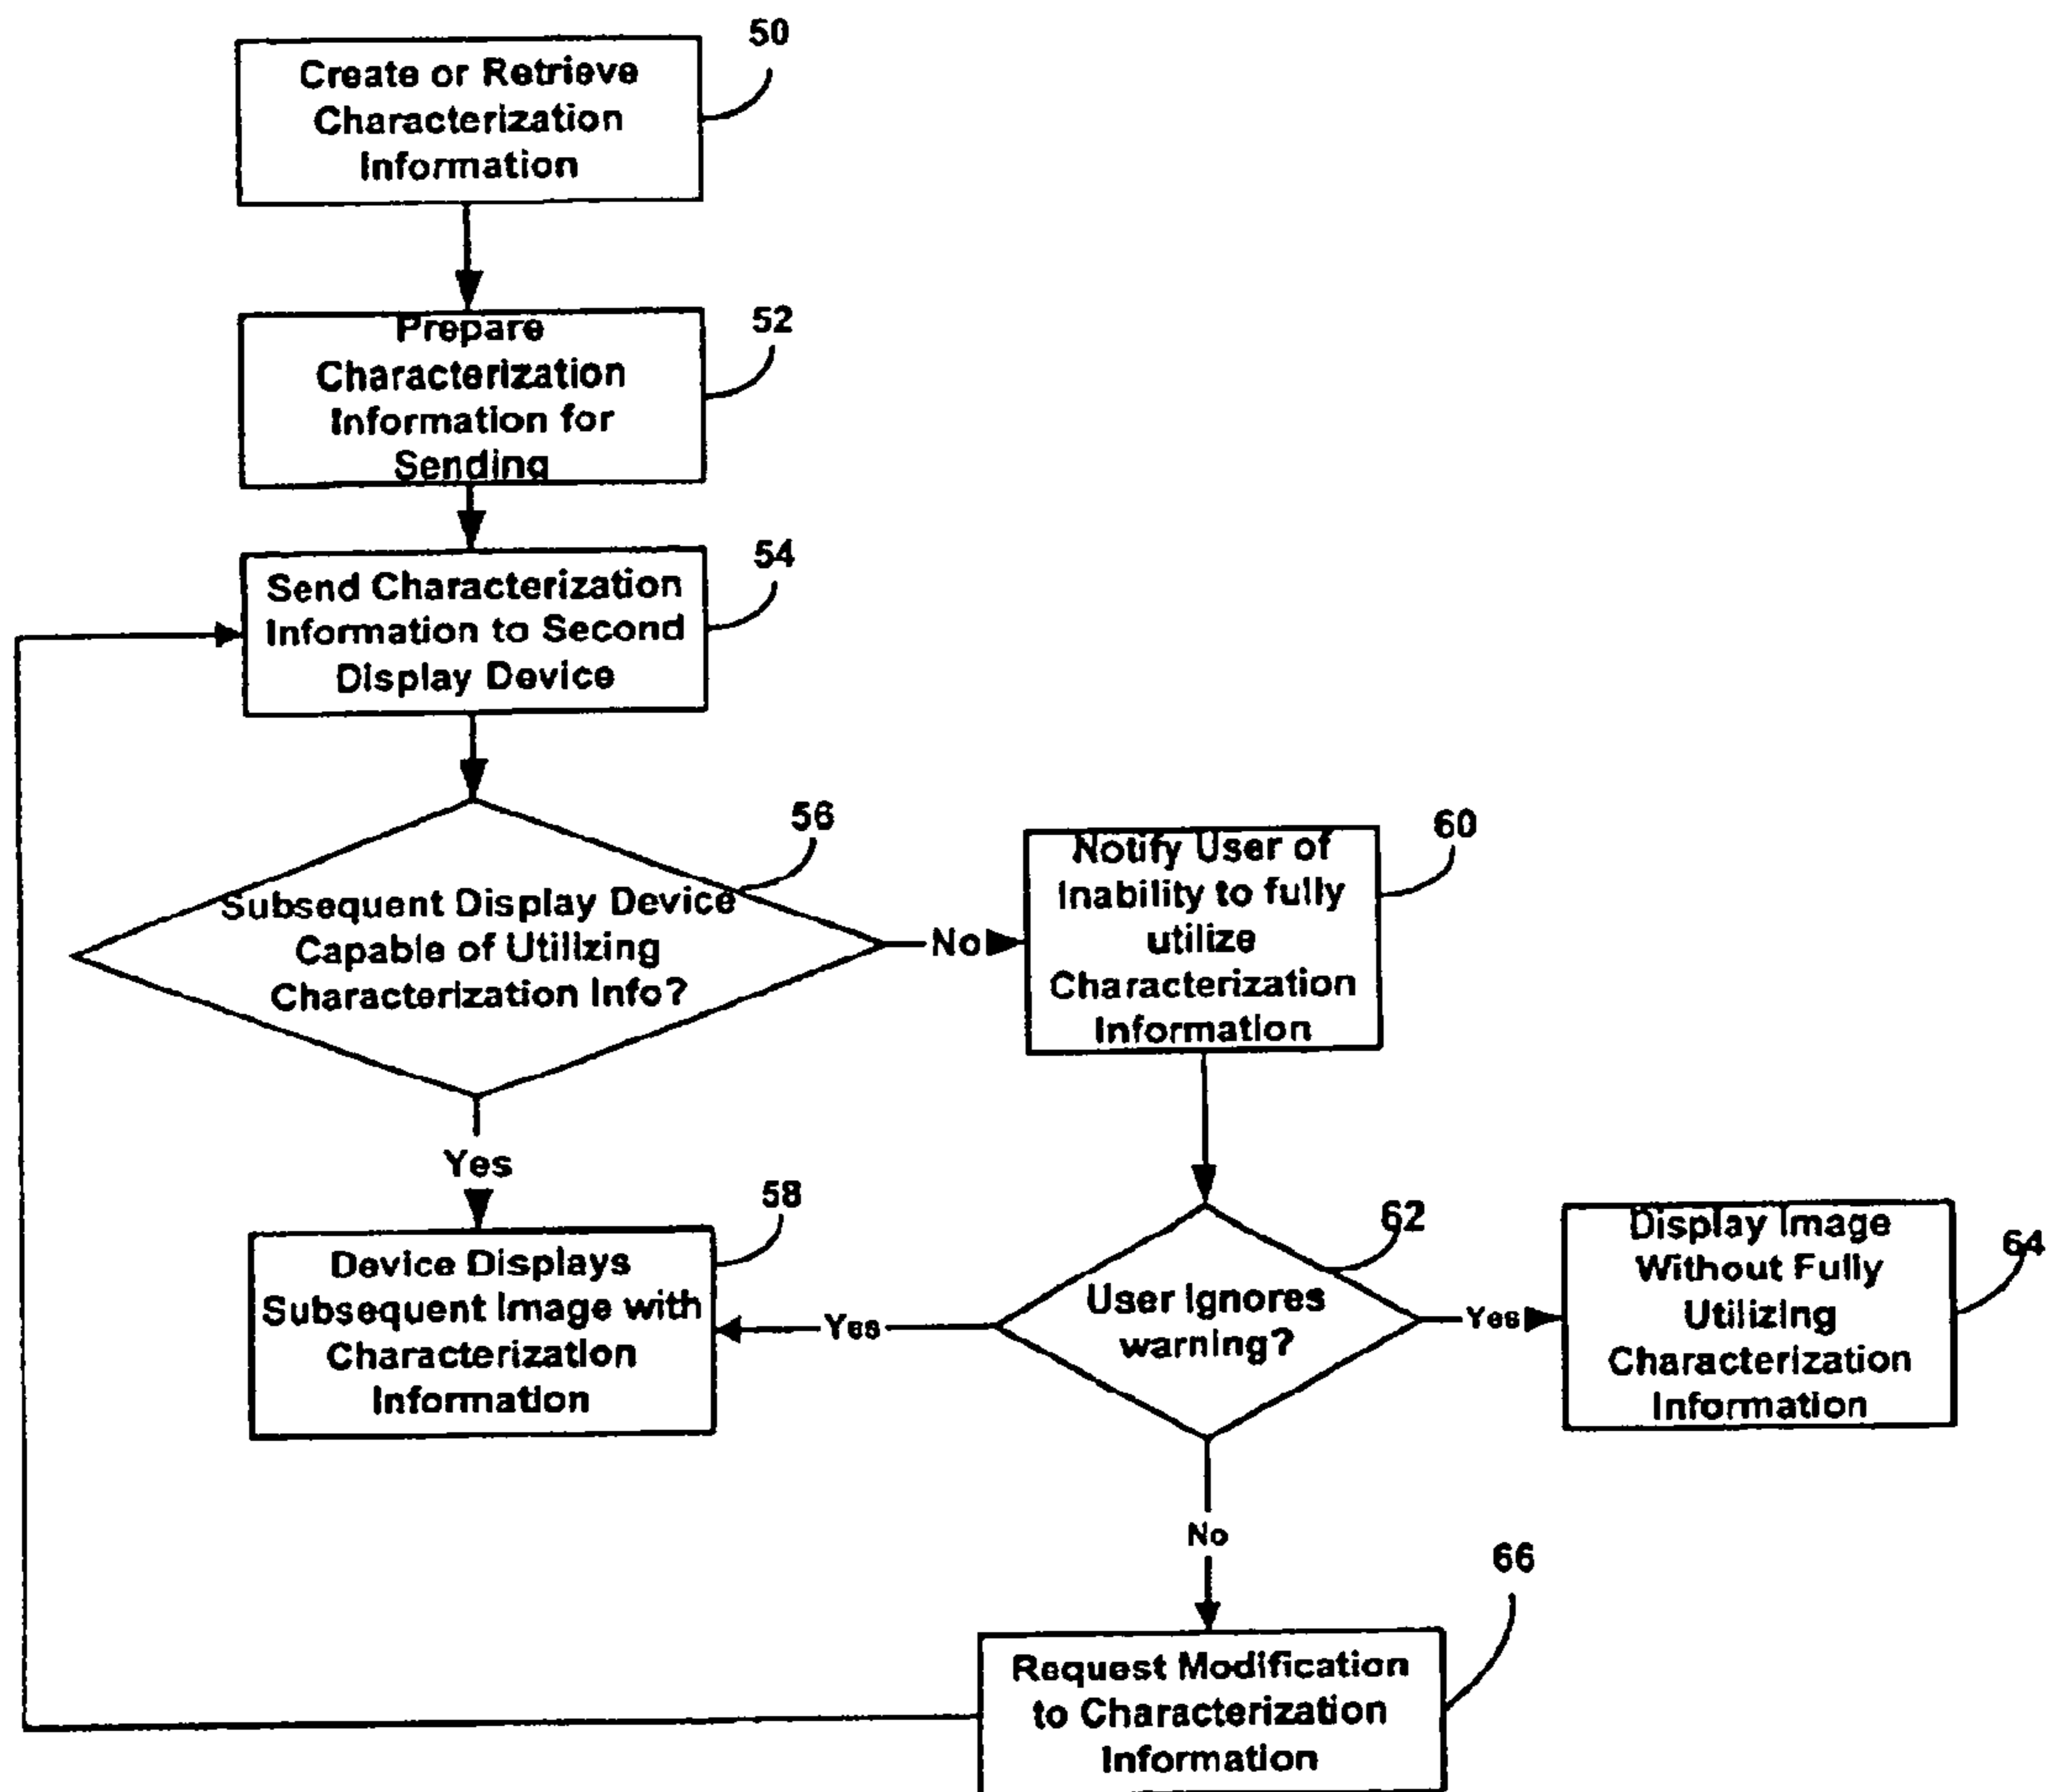 50
Create or Retrieve
Characterization
Information
52
Prepare
Characterization
Information for
Sending
54
Send Characterization
Information to Second
Display Device
56
Subsequent Display Device
Capable of Utilizing
Characterization Info?
No
60
Notify User of
Inability to fully
utilize
Characterization
Information
Yes
58
Device Displays
Subsequent Image with
Characterization
Information
62
User Ignores
warning?
Yes
Yes
64
Display Image
Without Fully
Utilizing
Characterization
Information
No
66
Request Modification
to Characterization
Information